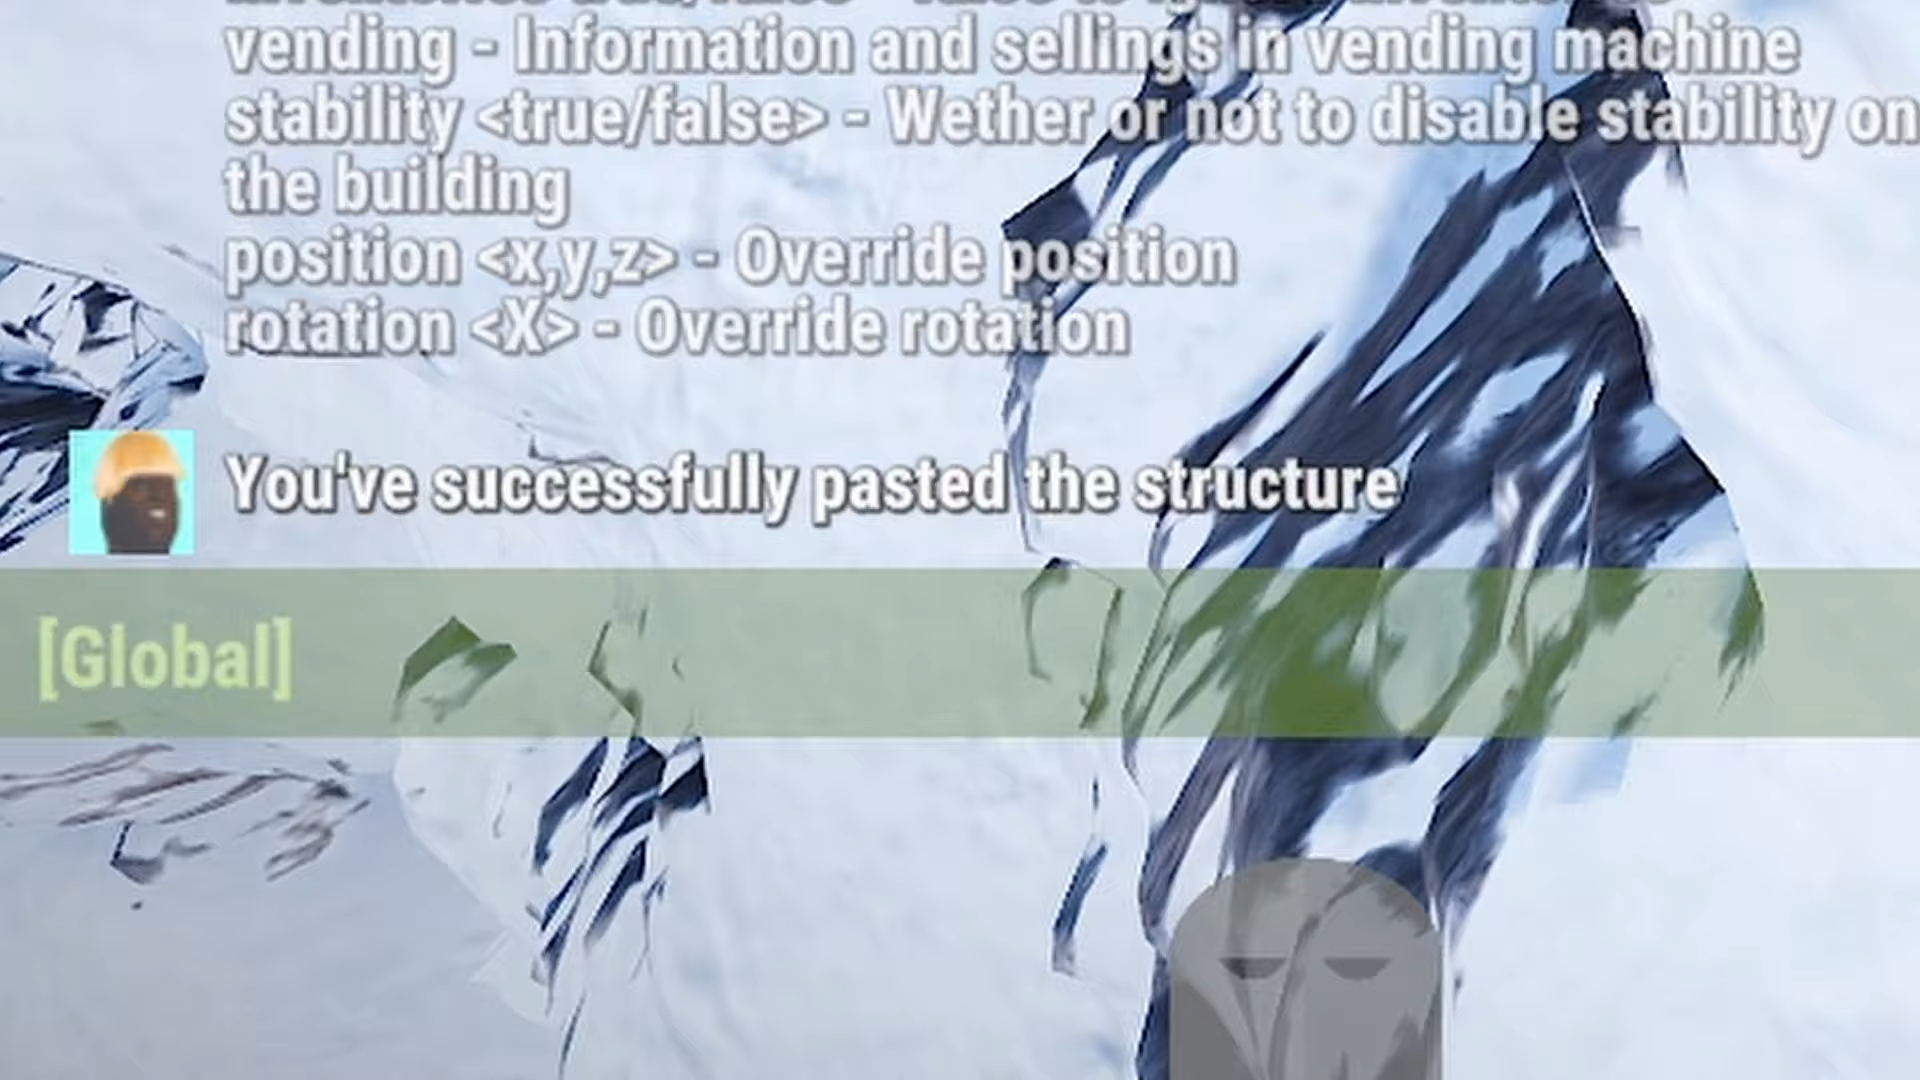 vending - Information and sellings in vending machine
stability <true/false> - Wether or not to disable stability on
the building
position <x,y,z> - Override position
rotation <X> - Override rotation
You've successfully pasted the structure
[Global]